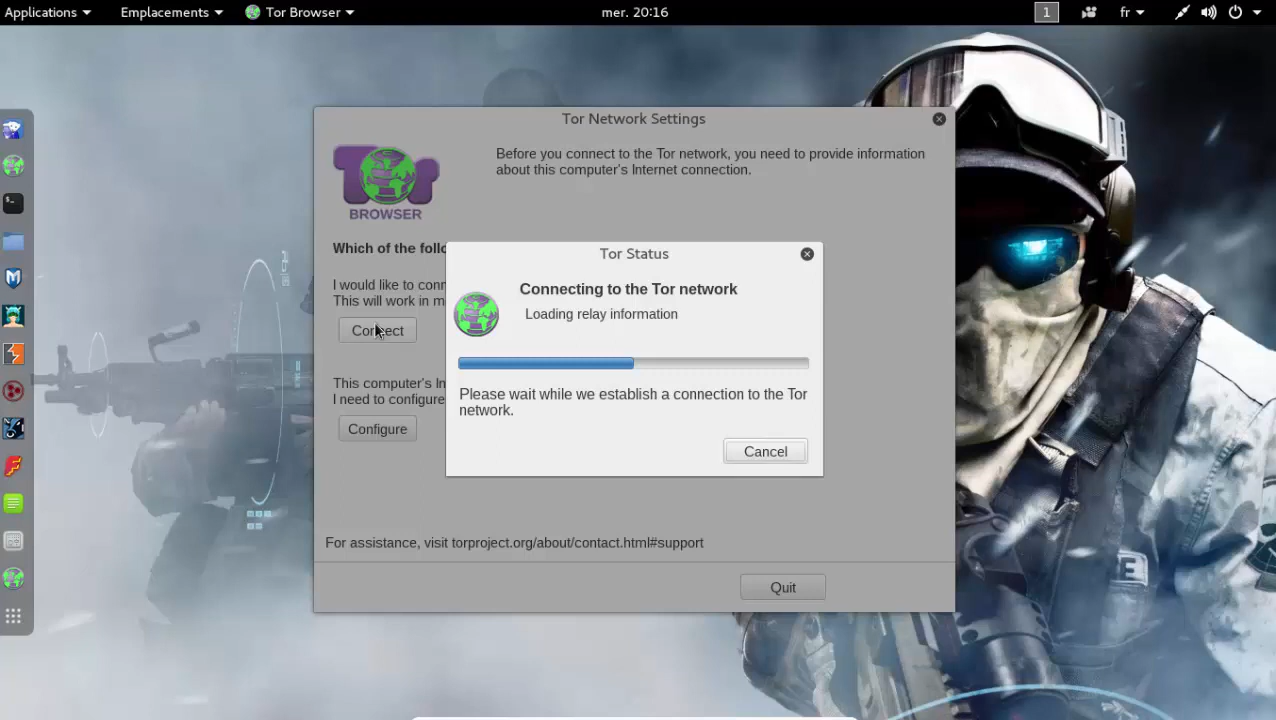 Applications Emplacements Tor Browser mer. 20:16 1 fr
Tor Network Settings
Tor
BROWSER
Before you connect to the Tor network, you need to provide information
about this computer's Internet connection.
Which of the follo
I would like to conn
This will work in m
Connect
This computer's In
I need to configure
Configure
Tor Status
Connecting to the Tor network
Loading relay information
Please wait while we establish a connection to the Tor
network.
Cancel
For assistance, visit torproject.org/about/contact.html#support
Quit
E